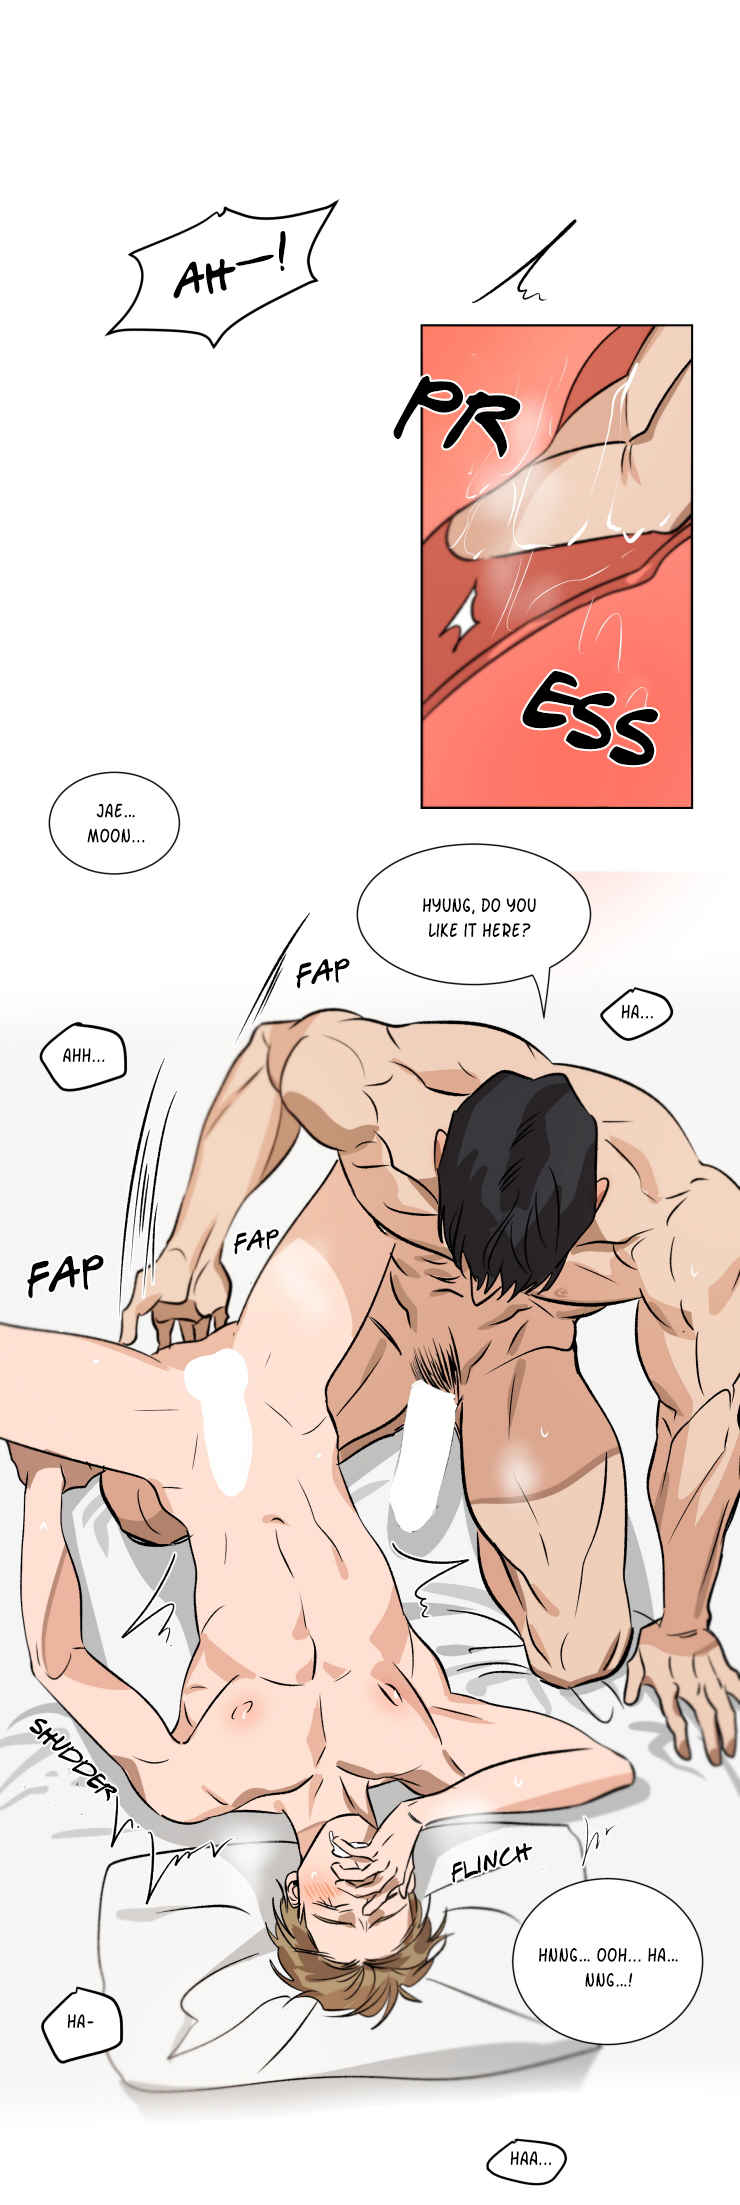 AH—!
PR
ESS
JAE...
MOON...
HYUNG, DO YOU
LIKE IT HERE?
FAP
HA...
AHH...
FAP
FAP
SHUDDER
FLINCH
HNNG... OOH... HA...
NNG...!
HA-
HAA...